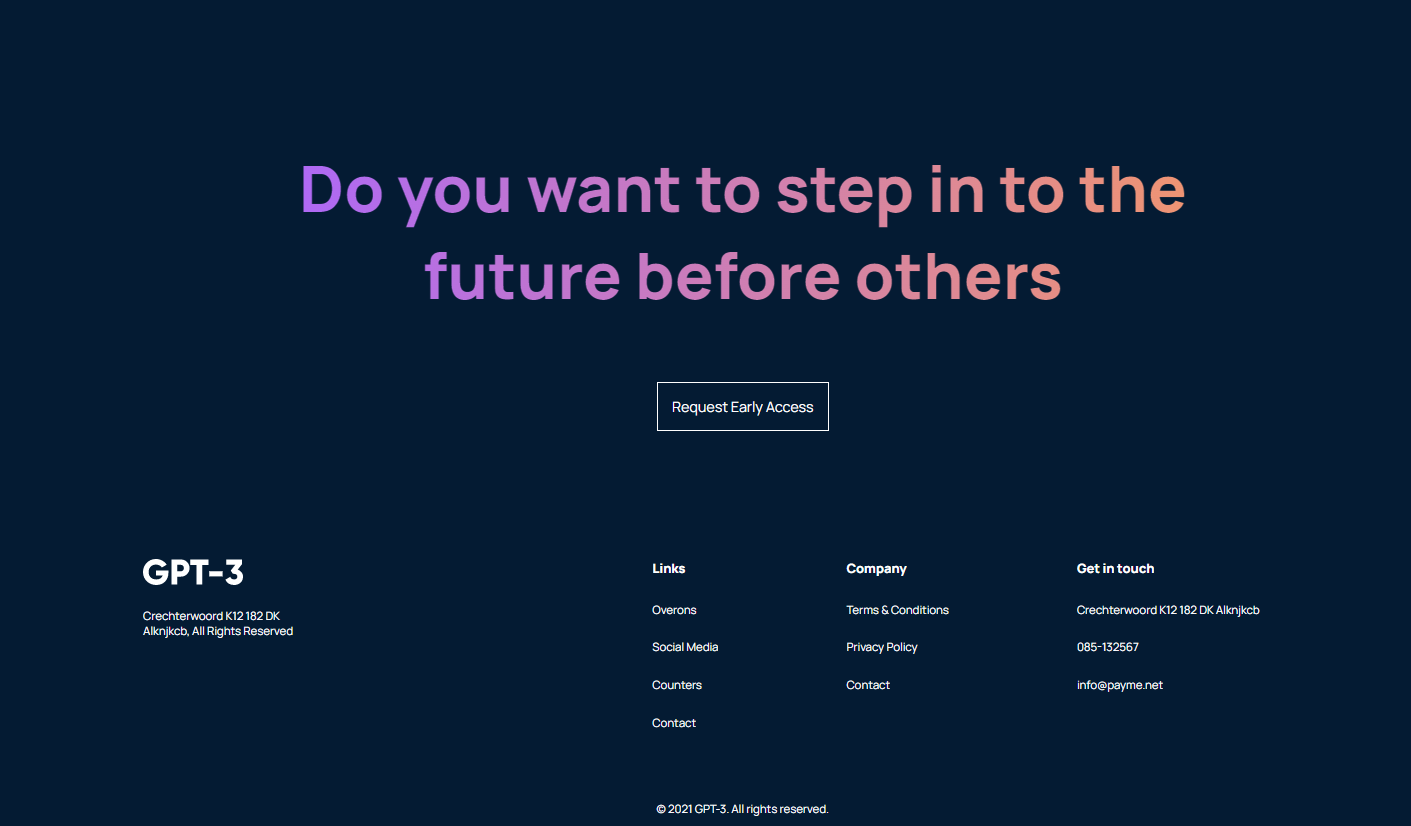 Do you want to step in to the
future before others
Request Early Access
GPT-3
Crechterwoord K12 182 DK
Alknjkcb, All Rights Reserved
Links
Overons
Social Media
Counters
Contact
Company
Terms & Conditions
Privacy Policy
Contact
Get in touch
Crechterwoord K12 182 DK Alknjkcb
085-132567
info@payme.net
© 2021 GPT-3. All rights reserved.